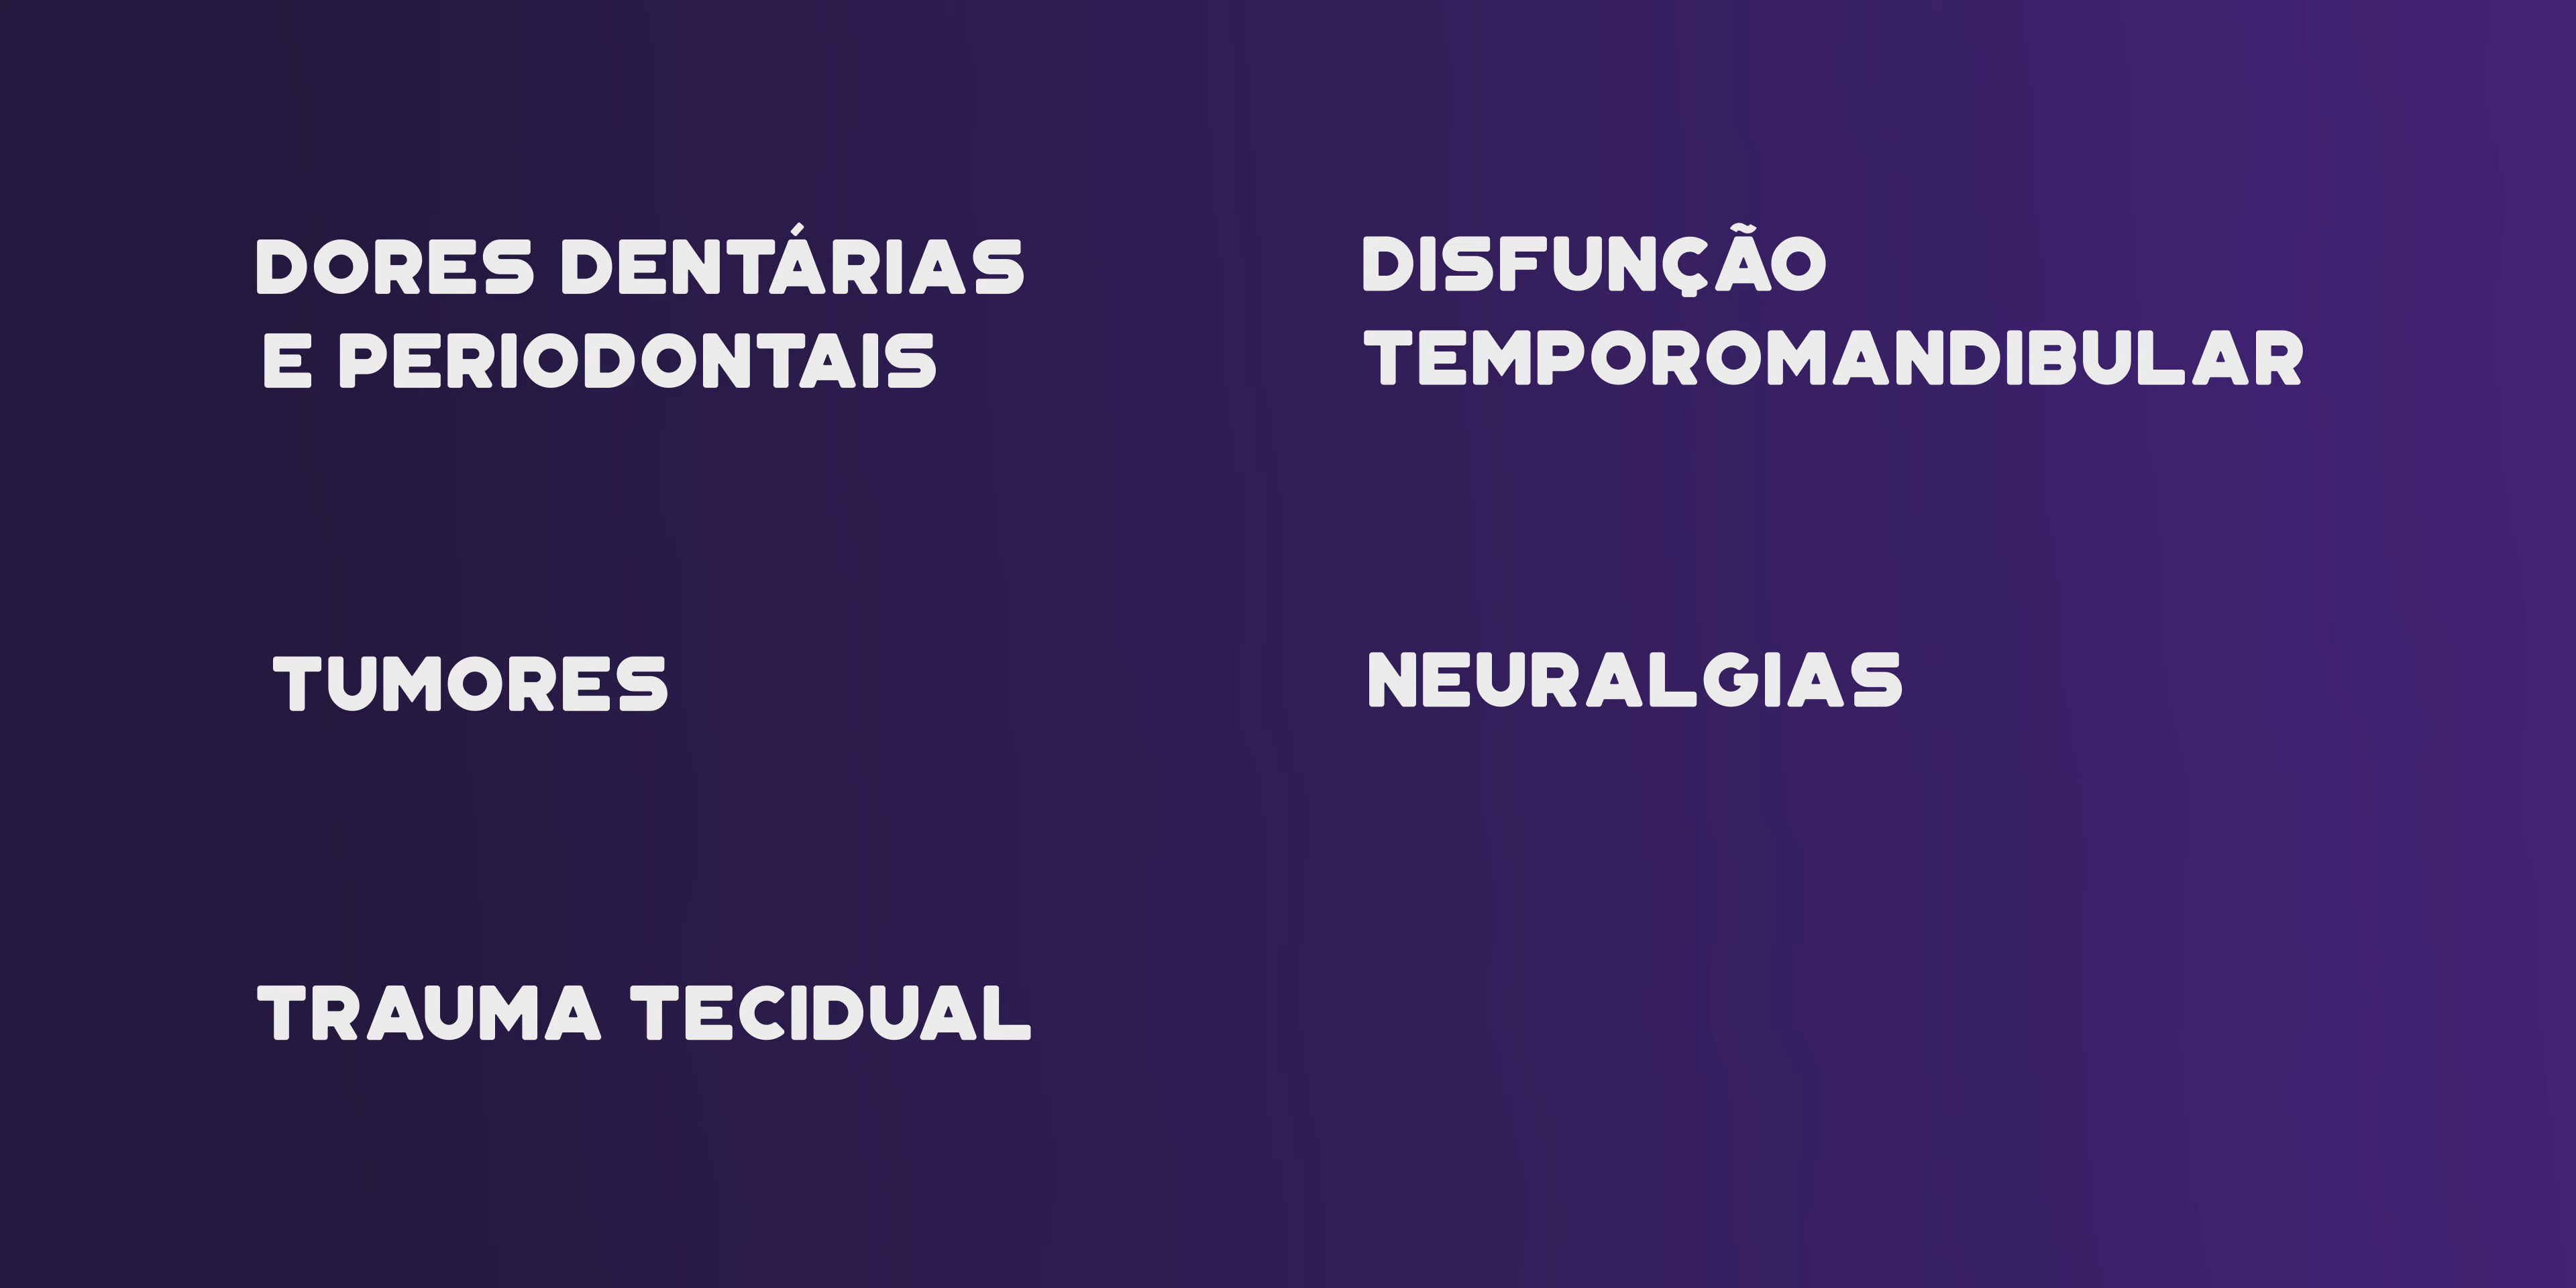 DORES DENTÁRIAS
E PERIODONTAIS
DISFUNÇÃO
TEMPOROMANDIBULAR
TUMORES
NEURALGIAS
TRAUMA TECIDUAL